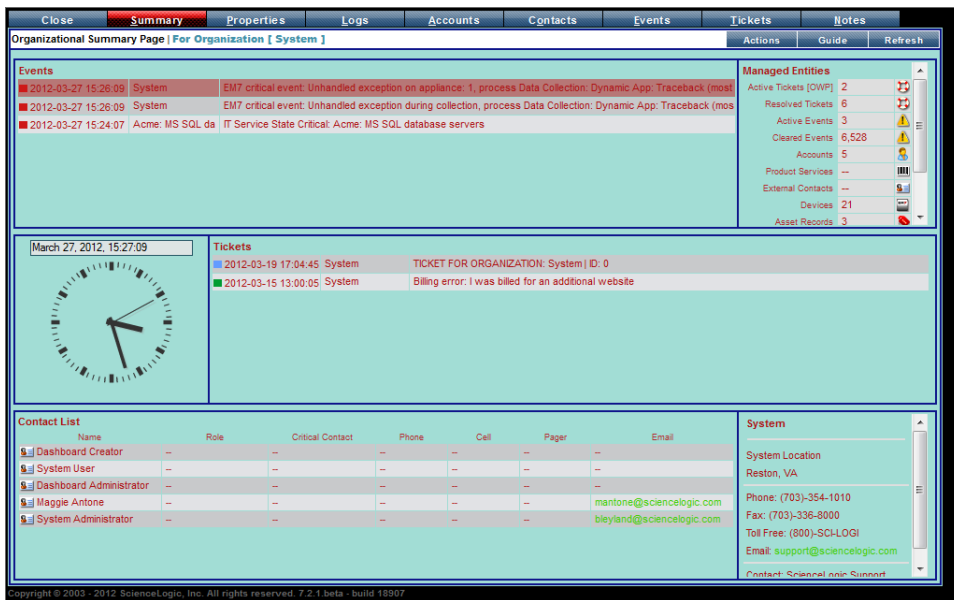 Close Summary Properties Logs Accounts Contacts Events Tickets Notes
Organizational Summary Page | For Organization [ System ] Actions Guide Refresh
Events
2012-03-27 15:26:09 System EM7 critical event: Unhandled exception on appliance: 1, process Data Collection: Dynamic App: Traceback (most
2012-03-27 15:26:09 System EM7 critical event: Unhandled exception during collection, process Data Collection: Dynamic App: Traceback (mos
2012-03-27 15:24:07 Acme: MS SQL da IT Service State Critical: Acme: MS SQL database servers
Managed Entities
Active Tickets [OWP] 2
Resolved Tickets 6
Active Events 3
Cleared Events 6,528
Accounts 5
Product Services --
External Contacts --
Devices 21
Asset Records 3
March 27, 2012, 15:27:09
Tickets
2012-03-19 17:04:45 System TICKET FOR ORGANIZATION: System | ID: 0
2012-03-15 13:00:05 System Billing error: I was billed for an additional website
Contact List
Name Role Critical Contact Phone Cell Pager Email
Dashboard Creator -- -- -- -- -- --
System User -- -- -- -- -- --
Dashboard Administrator -- -- -- -- -- --
Maggie Antone -- -- -- -- -- mantone@sciencelogic.com
System Administrator -- -- -- -- -- bleyland@sciencelogic.com
System
System Location
Reston, VA
Phone: (703)-354-1010
Fax: (703)-336-8000
Toll Free: (800)-SCI-LOGI
Email: support@sciencelogic.com
Contact: ScienceLogic Support
Copyright © 2003 - 2012 ScienceLogic, Inc. All rights reserved. 7.2.1.beta - build 18907